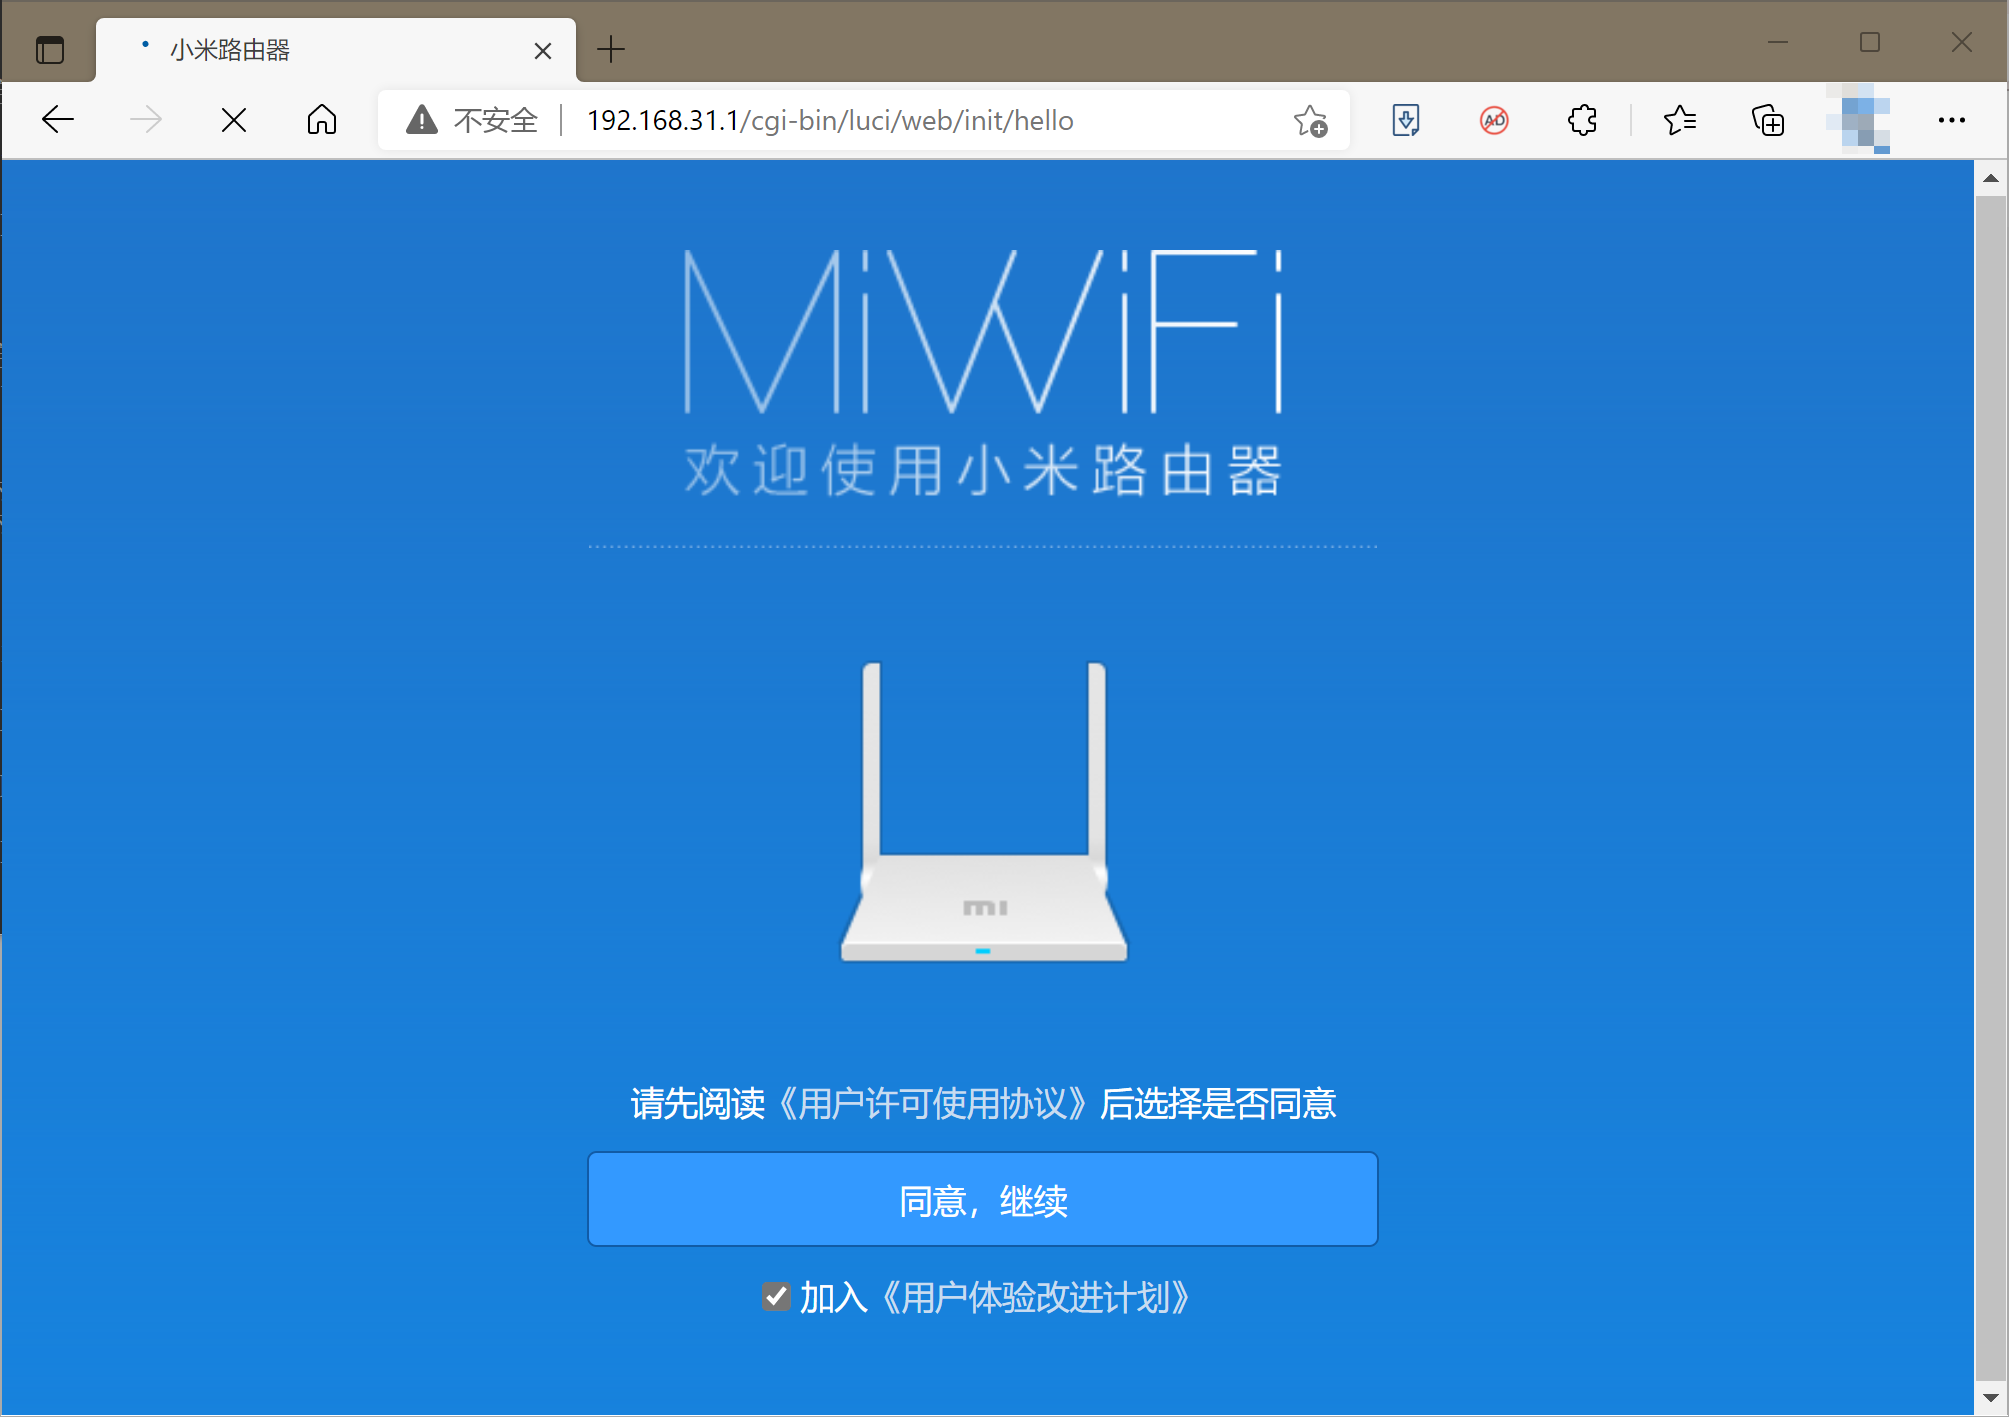 小米路由器
不安全
192.168.31.1/cgi-bin/luci/web/init/hello
AD
MiWiFi
欢迎使用小米路由器
mi
请先阅读《用户许可使用协议》后选择是否同意
同意，继续
加入《用户体验改进计划》